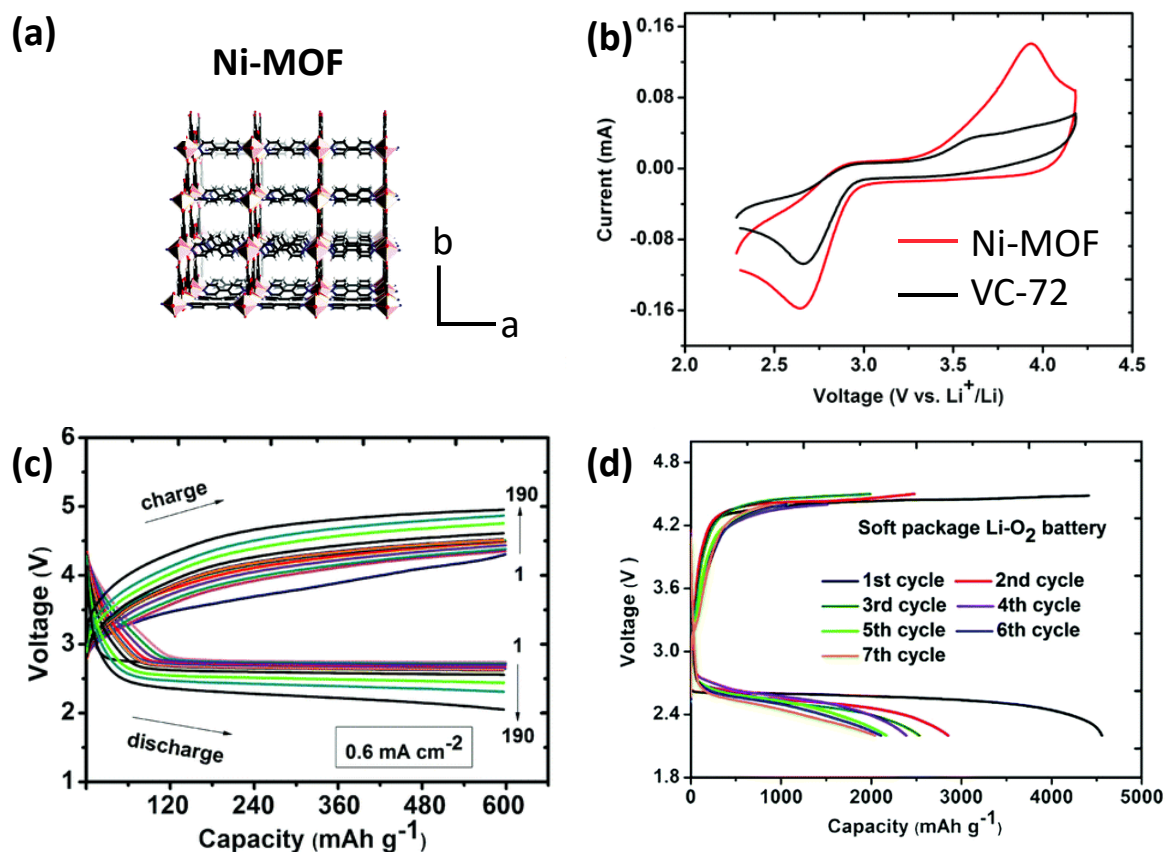 (a)
Ni-MOF
b
a
(b)
0.16
0.08
0.00
-0.08
-0.16
Current (mA)
Ni-MOF
VC-72
2.0 2.5 3.0 3.5 4.0 4.5
Voltage (V vs. Li⁺/Li)
(c)
6
5
4
3
2
1
Voltage (V)
charge
190
1
1
190
discharge
0.6 mA cm⁻²
120 240 360 480 600
Capacity (mAh g⁻¹)
(d)
4.8
4.2
3.6
3.0
2.4
1.8
Voltage (V)
Soft package Li-O₂ battery
1st cycle 2nd cycle
3rd cycle 4th cycle
5th cycle 6th cycle
7th cycle
0 1000 2000 3000 4000 5000
Capacity (mAh g⁻¹)